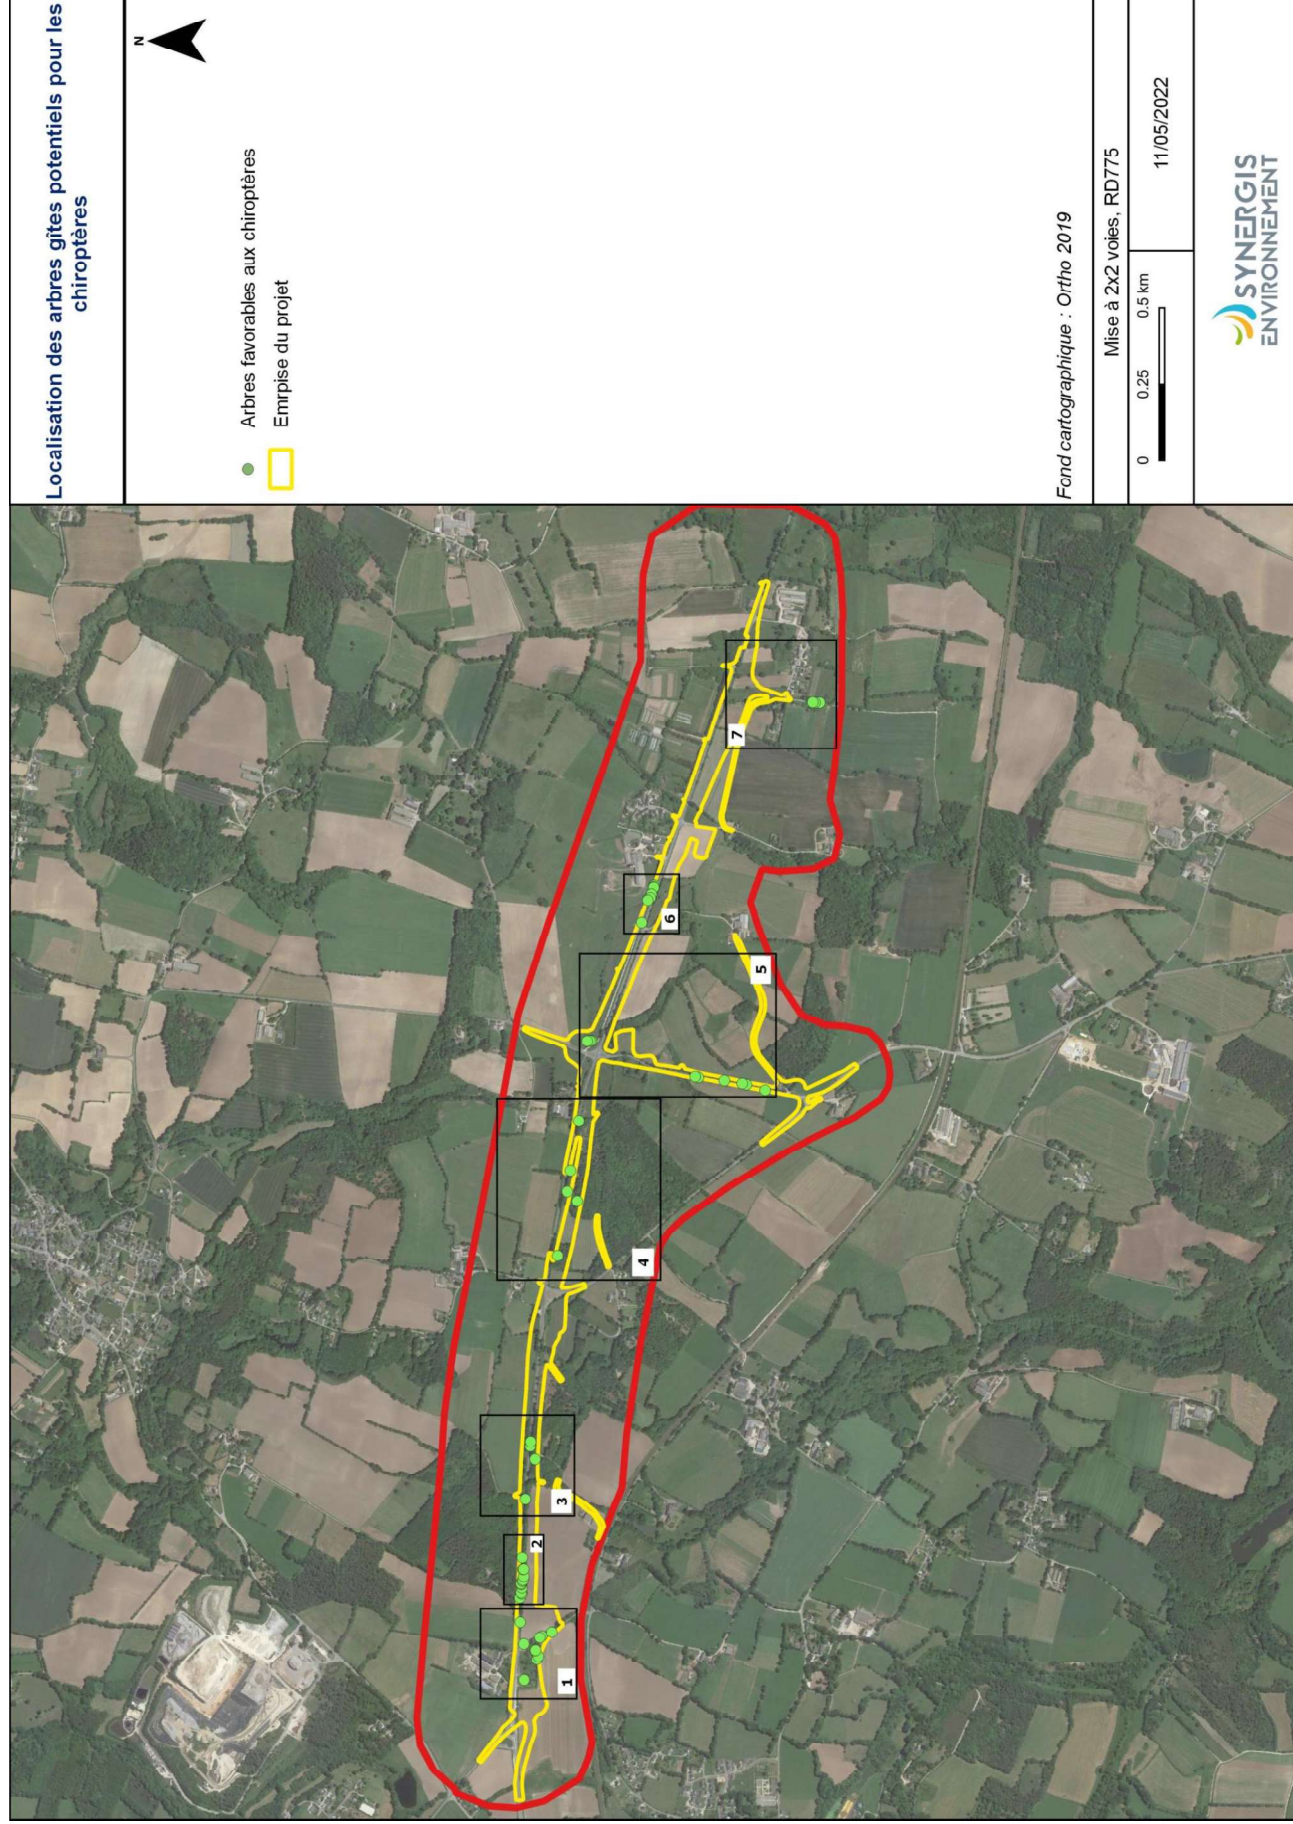 Localisation des arbres gîtes potentiels pour les
chiroptères
N
Arbres favorables aux chiroptères
Emrpise du projet
Fond cartographique : Ortho 2019
Mise à 2x2 voies, RD775
0 0.25 0.5 km
11/05/2022
SYNERGIS
ENVIRONNEMENT
1
2
3
4
5
6
7